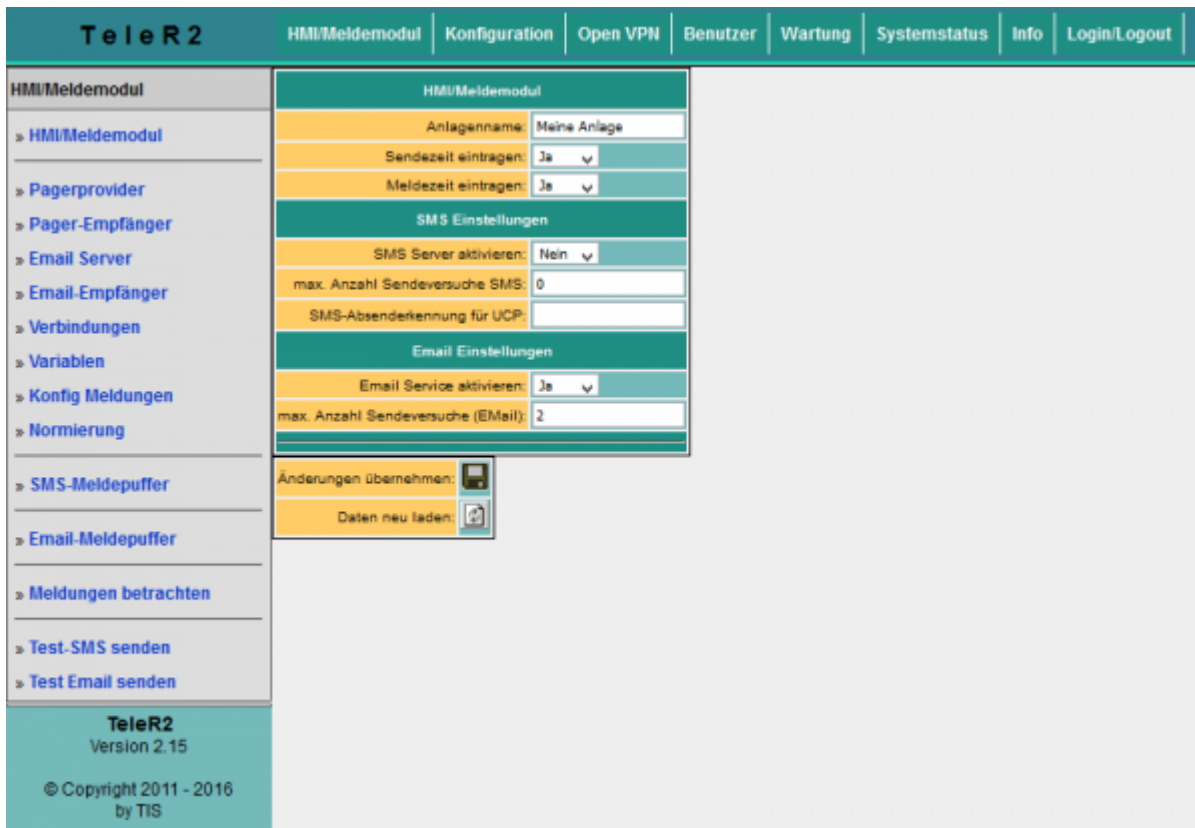 TeleR2
HMI/Meldemodul
Konfiguration
Open VPN
Benutzer
Wartung
Systemstatus
Info
Login/Logout
HMI/Meldemodul
» HMI/Meldemodul
» Pagerprovider
» Pager-Empfänger
» Email Server
» Email-Empfänger
» Verbindungen
» Variablen
» Konfig Meldungen
» Normierung
» SMS-Meldepuffer
» Email-Meldepuffer
» Meldungen betrachten
» Test-SMS senden
» Test Email senden
TeleR2
Version 2.15
© Copyright 2011 - 2016
by TIS
HMI/Meldemodul
Anlagenname: Meine Anlage
Sendezeit eintragen: Ja
Meldezeit eintragen: Ja
SMS Einstellungen
SMS Server aktivieren: Nein
max. Anzahl Sendeversuche SMS: 0
SMS-Absenderkennung für UCP:
Email Einstellungen
Email Service aktivieren: Ja
max. Anzahl Sendeversuche (EMail): 2
Änderungen übernehmen:
Daten neu laden: